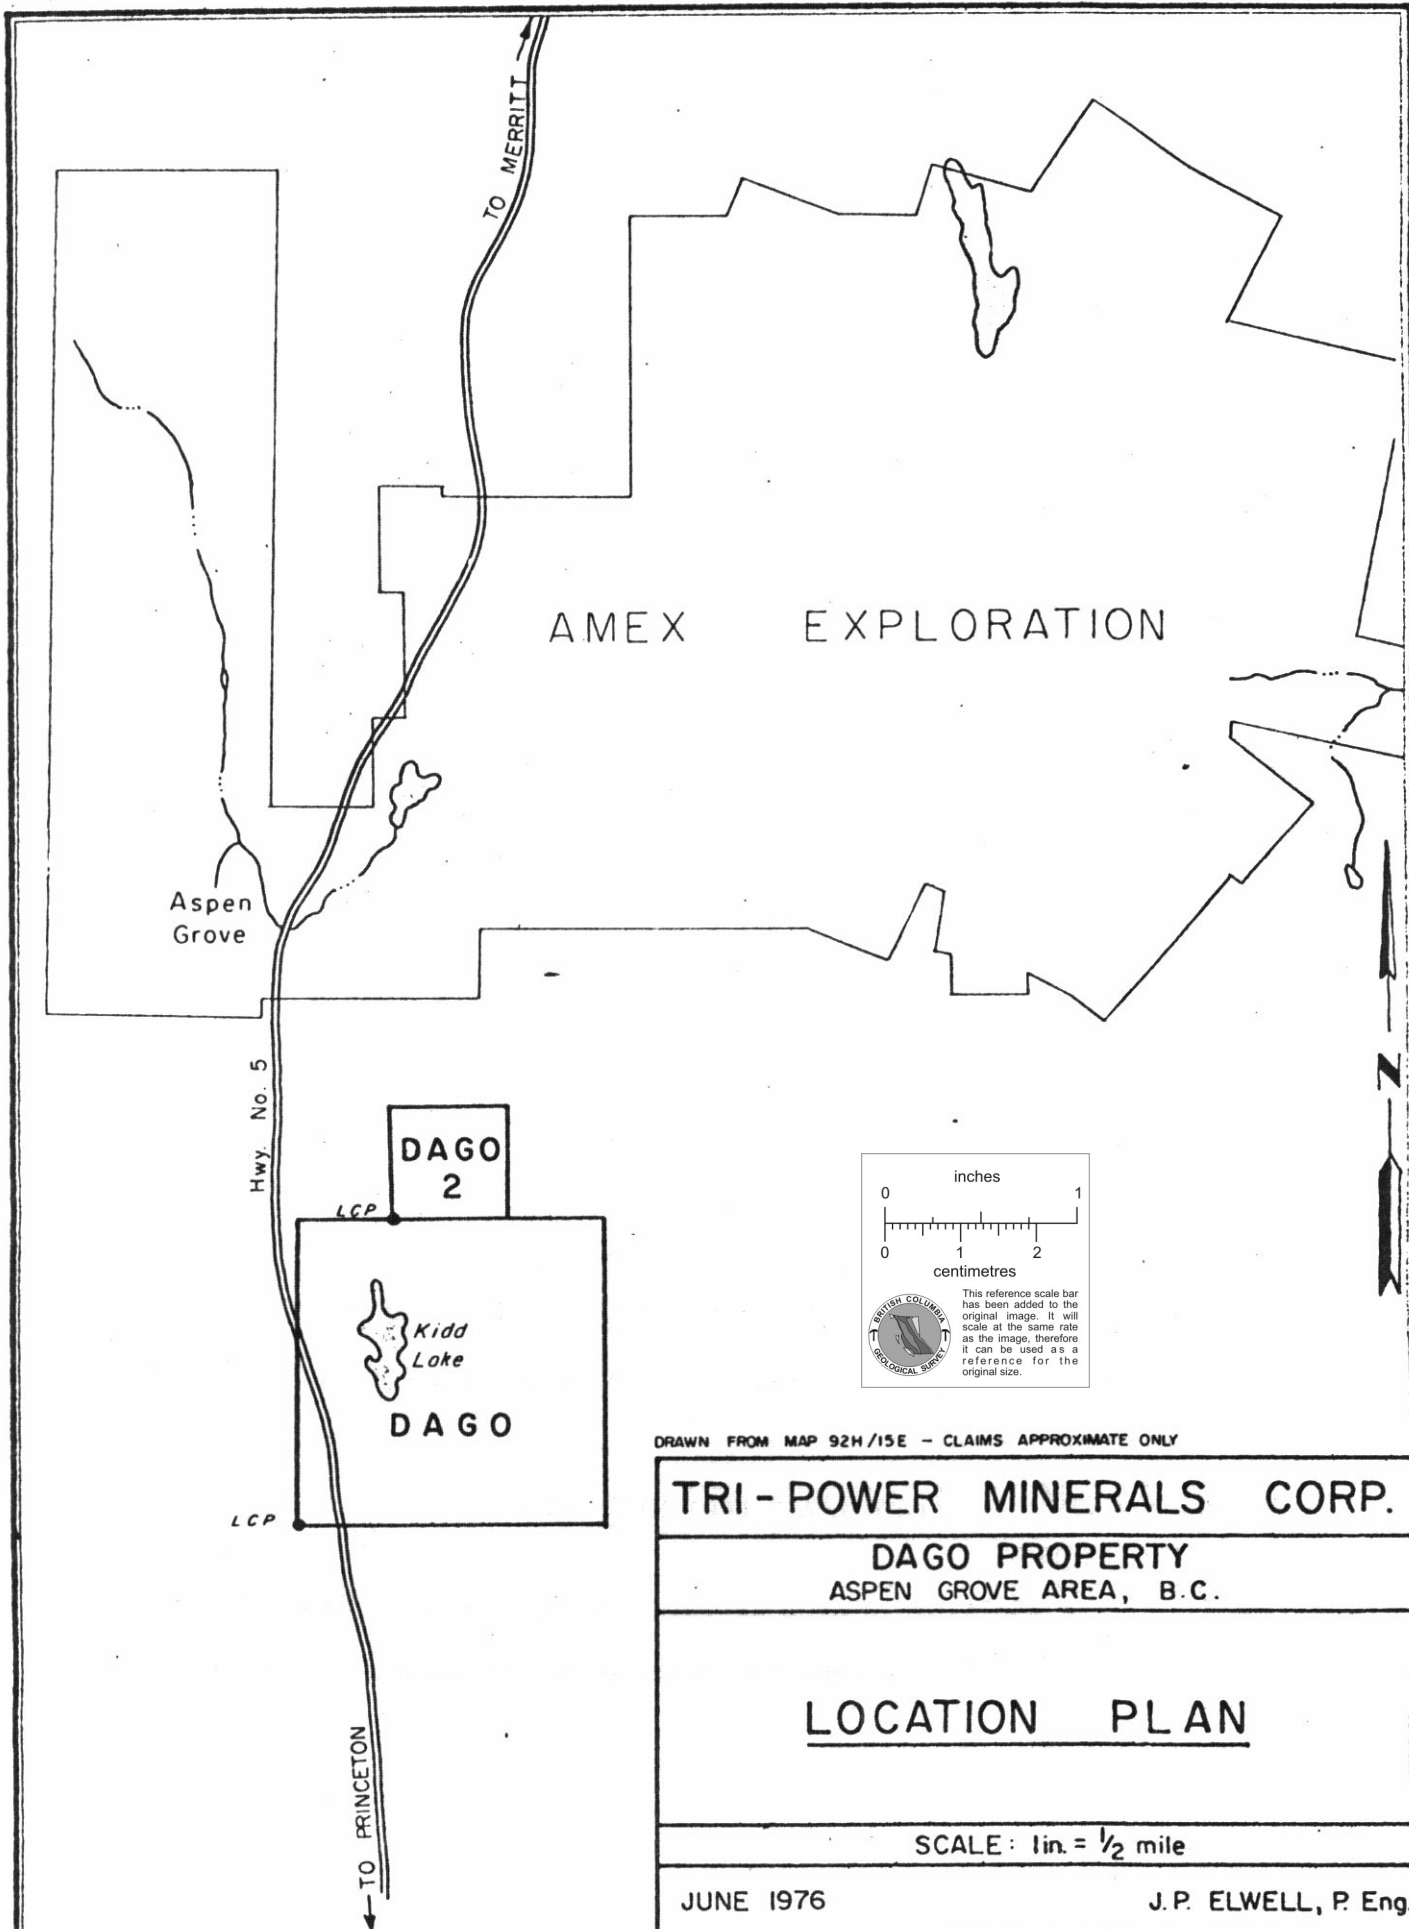 TO MERRITT
AMEX EXPLORATION
Aspen
Grove
Hwy. No. 5
DAGO
2
LCP
Kidd
Lake
DAGO
LCP
N
inches
0 1
0 1 2
centimetres
BRITISH COLUMBIA
GEOLOGICAL SURVEY
This reference scale bar
has been added to the
original image. It will
scale at the same rate
as the image, therefore
it can be used as a
reference for the
original size.
TO PRINCETON
DRAWN FROM MAP 92H/15E - CLAIMS APPROXIMATE ONLY
TRI-POWER MINERALS CORP.
DAGO PROPERTY
ASPEN GROVE AREA, B.C.
LOCATION PLAN
SCALE: 1in. = 1/2 mile
JUNE 1976 J.P. ELWELL, P. Eng.